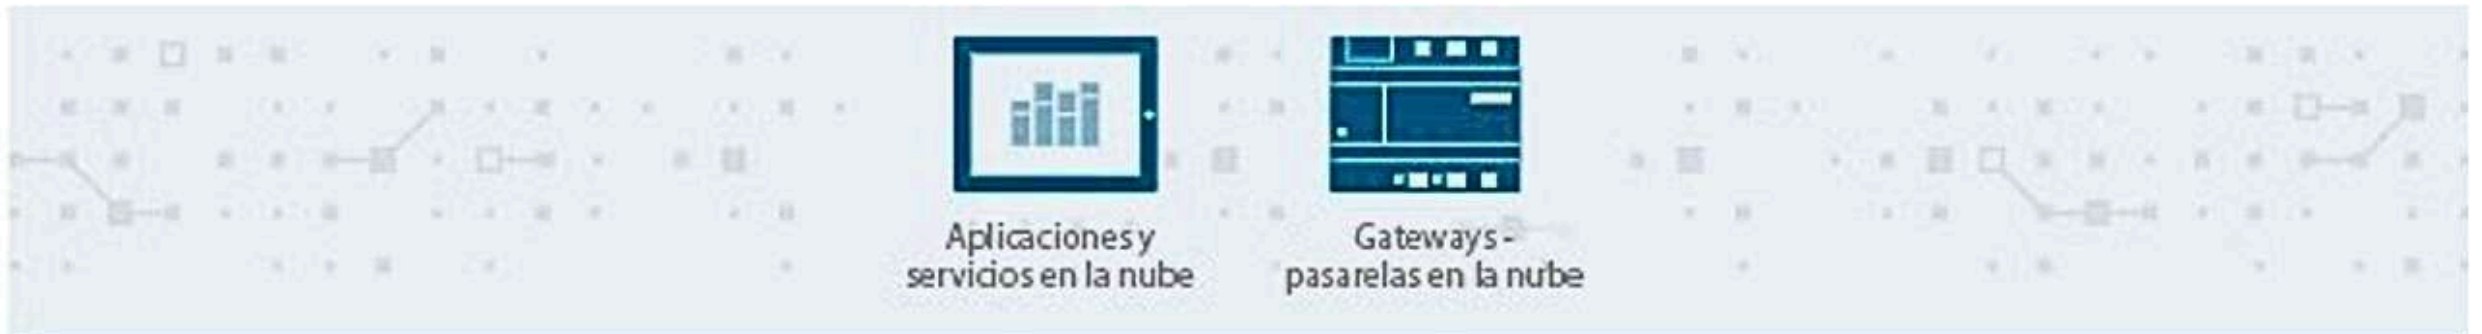 Aplicaciones y
servicios en la nube
Gateways -
pasarelas en la nube